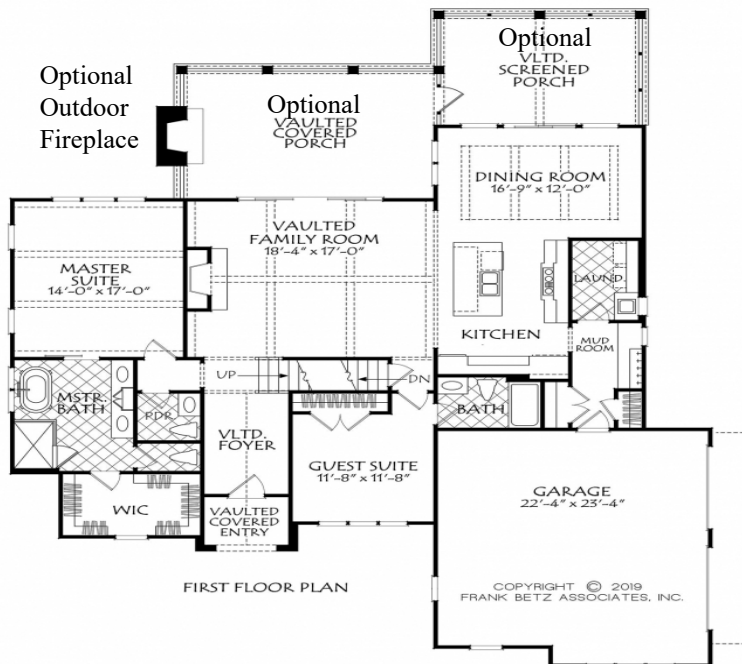 Optional
VLTD.
SCREENED
PORCH
Optional
Outdoor
Fireplace
Optional
VAULTED
COVERED
PORCH
DINING ROOM
16'-9" x 12'-0"
VAULTED
FAMILY ROOM
18'-4" x 17'-0"
MASTER
SUITE
14'-0" x 17'-0"
LAUND.
KITCHEN
MUD
ROOM
UP
DN
MSTR.
BATH
PDR.
BATH
VLTD.
FOYER
GUEST SUITE
11'-8" x 11'-8"
WIC
VAULTED
COVERED
ENTRY
GARAGE
22'-4" x 23'-4"
FIRST FLOOR PLAN
COPYRIGHT © 2019
FRANK BETZ ASSOCIATES, INC.